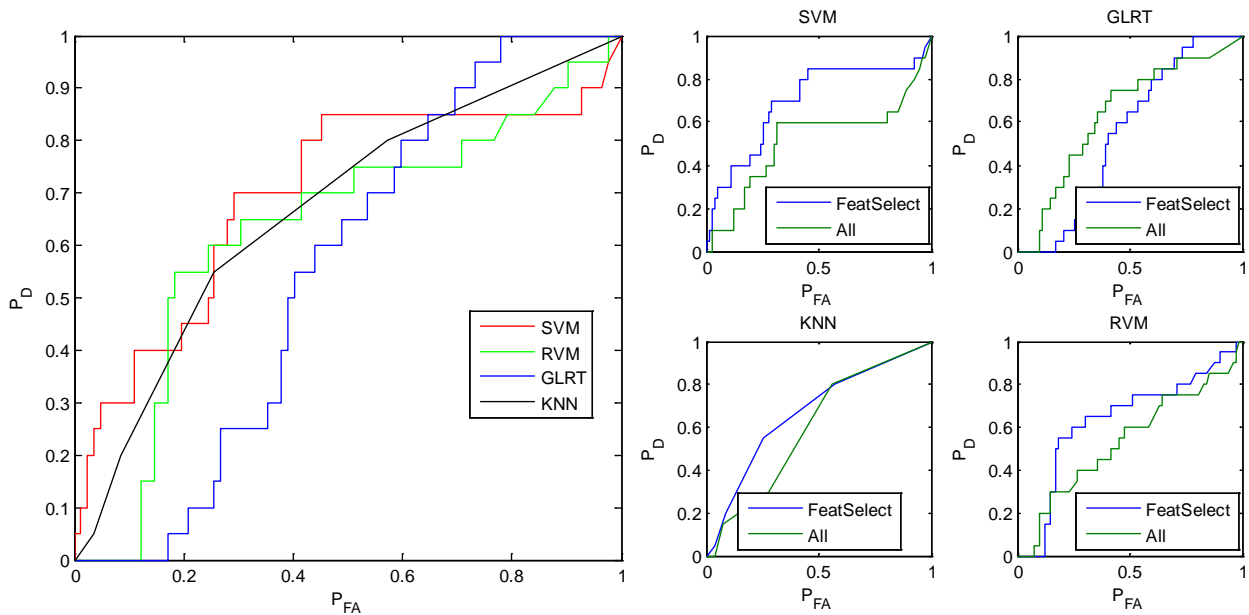 1
0.9
0.8
0.7
0.6
0.5
0.4
0.3
0.2
0.1
0
P_D
0 0.2 0.4 0.6 0.8 1
P_FA
SVM
RVM
GLRT
KNN
SVM
1
0.8
0.6
0.4
0.2
0
P_D
FeatSelect
All
0 0.5 1
P_FA
GLRT
1
0.8
0.6
0.4
0.2
0
P_D
FeatSelect
All
0 0.5 1
P_FA
KNN
1
0.8
0.6
0.4
0.2
0
P_D
FeatSelect
All
0 0.5 1
P_FA
RVM
1
0.8
0.6
0.4
0.2
0
P_D
FeatSelect
All
0 0.5 1
P_FA